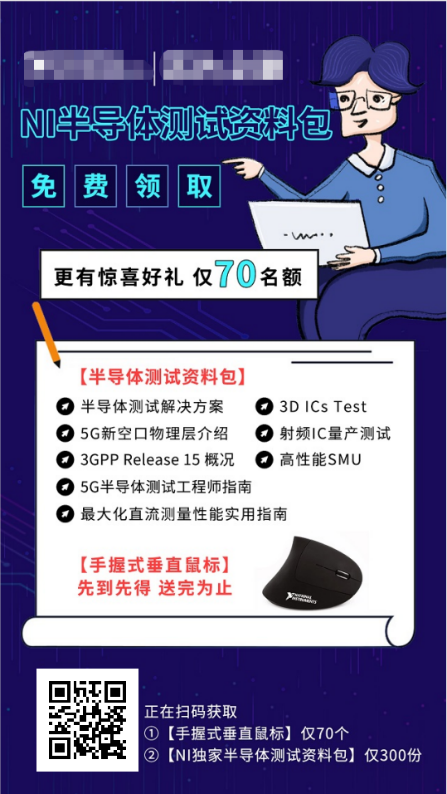 NI半导体测试资料包
免费领取
更有惊喜好礼 仅70名额
【半导体测试资料包】
半导体测试解决方案
3D ICs Test
5G新空口物理层介绍
射频IC量产测试
3GPP Release 15 概况
高性能SMU
5G半导体测试工程师指南
最大化直流测量性能实用指南
【手握式垂直鼠标】
先到先得 送完为止
NATIONAL
INSTRUMENTS
正在扫码获取
①【手握式垂直鼠标】仅70个
②【NI独家半导体测试资料包】仅300份